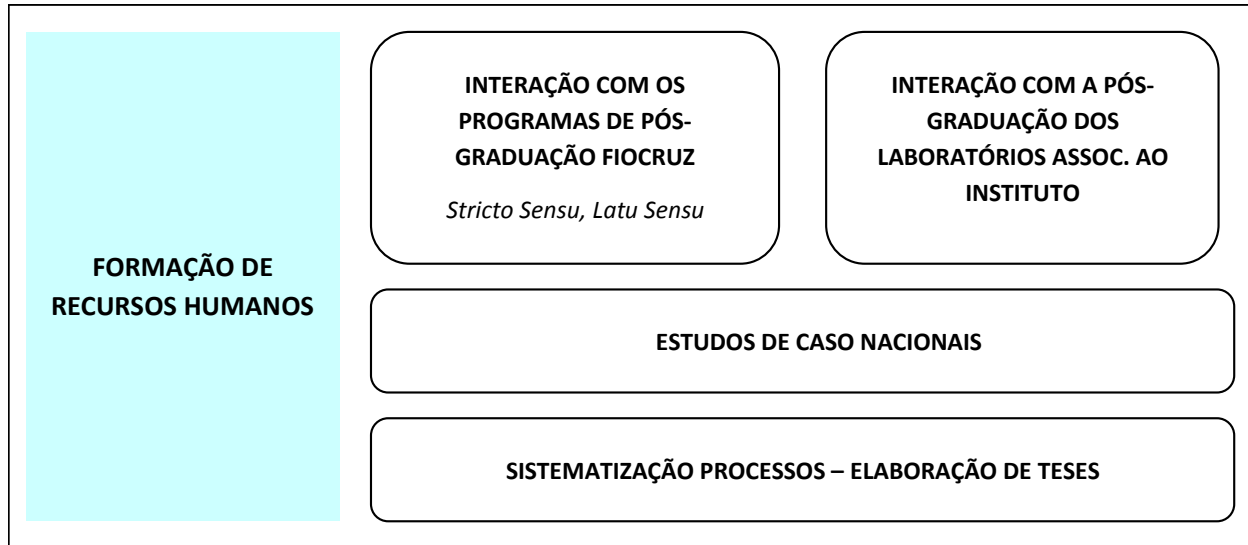 FORMAÇÃO DE
RECURSOS HUMANOS
INTERAÇÃO COM OS
PROGRAMAS DE PÓS-
GRADUAÇÃO FIOCRUZ
Stricto Sensu, Latu Sensu
INTERAÇÃO COM A PÓS-
GRADUAÇÃO DOS
LABORATÓRIOS ASSOC. AO
INSTITUTO
ESTUDOS DE CASO NACIONAIS
SISTEMATIZAÇÃO PROCESSOS – ELABORAÇÃO DE TESES